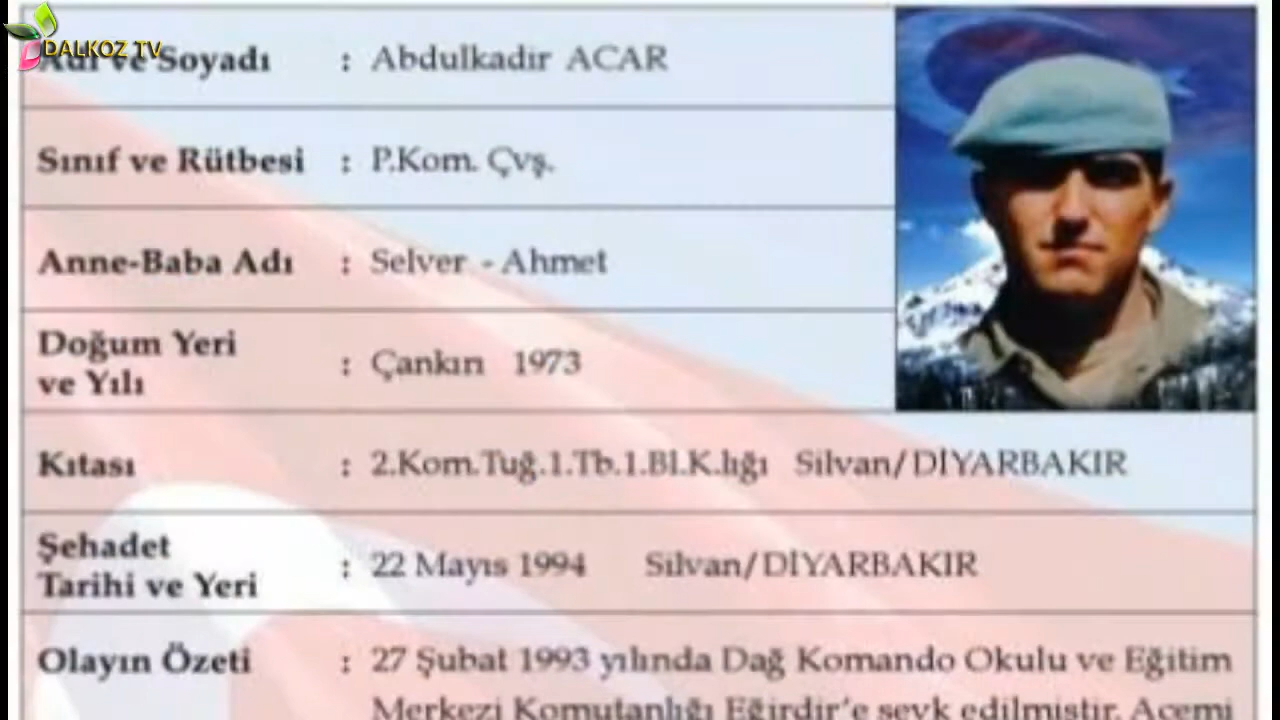 DALKOZ TV
Adı ve Soyadı : Abdulkadir ACAR
Sınıf ve Rütbesi : P.Kom. Çvş.
Anne-Baba Adı : Selver - Ahmet
Doğum Yeri
ve Yılı : Çankırı 1973
Kıtası : 2.Kom.Tuğ.1.Tb.1.Bl.K.lığı Silvan/DİYARBAKIR
Şehadet
Tarihi ve Yeri : 22 Mayıs 1994 Silvan/DİYARBAKIR
Olayın Özeti : 27 Şubat 1993 yılında Dağ Komando Okulu ve Eğitim
Merkezi Komutanlığı Eğirdir'e sevk edilmiştir. Acemi